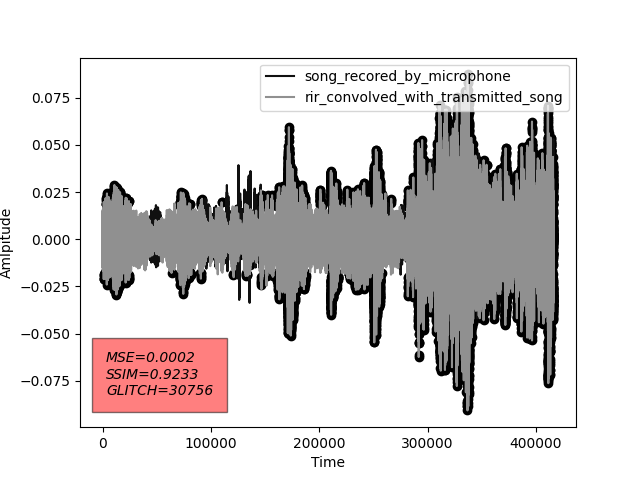 song_recored_by_microphone
rir_convolved_with_transmitted_song
0.075
0.050
0.025
0.000
−0.025
−0.050
−0.075
Amlpitude
MSE=0.0002
SSIM=0.9233
GLITCH=30756
0 100000 200000 300000 400000
Time